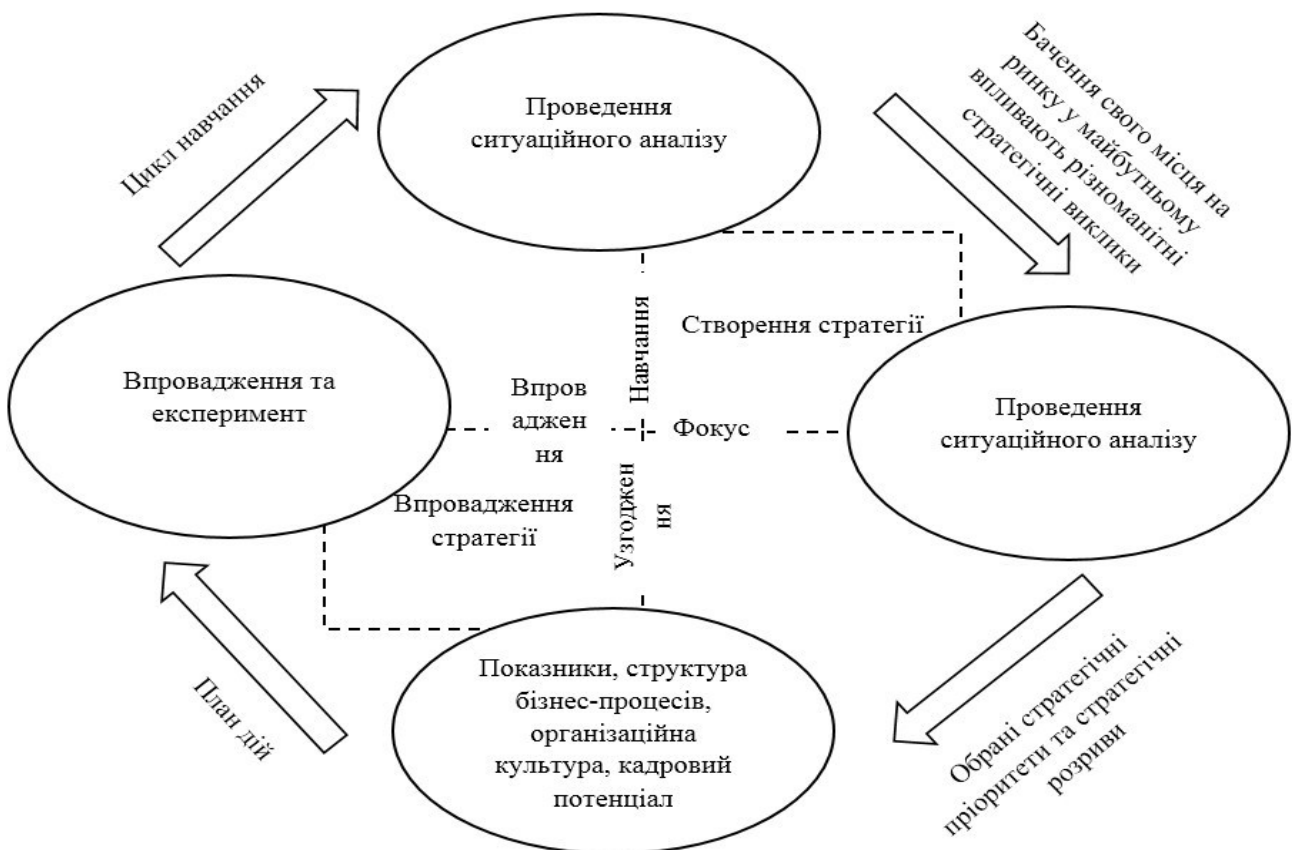 Цикл навчання
Проведення
ситуаційного аналізу
Бачення свого місця на
ринку у майбутньому
впливають різноманітні
стратегічні виклики
Впровадження та
експеримент
Навчання
Створення стратегії
Впров
аджен
ня
Фокус
Проведення
ситуаційного аналізу
Впровадження
стратегії
Узгоджен
ня
План дій
Показники, структура
бізнес-процесів,
організаційна
культура, кадровий
потенціал
Обрані стратегічні
пріоритети та стратегічні
розриви